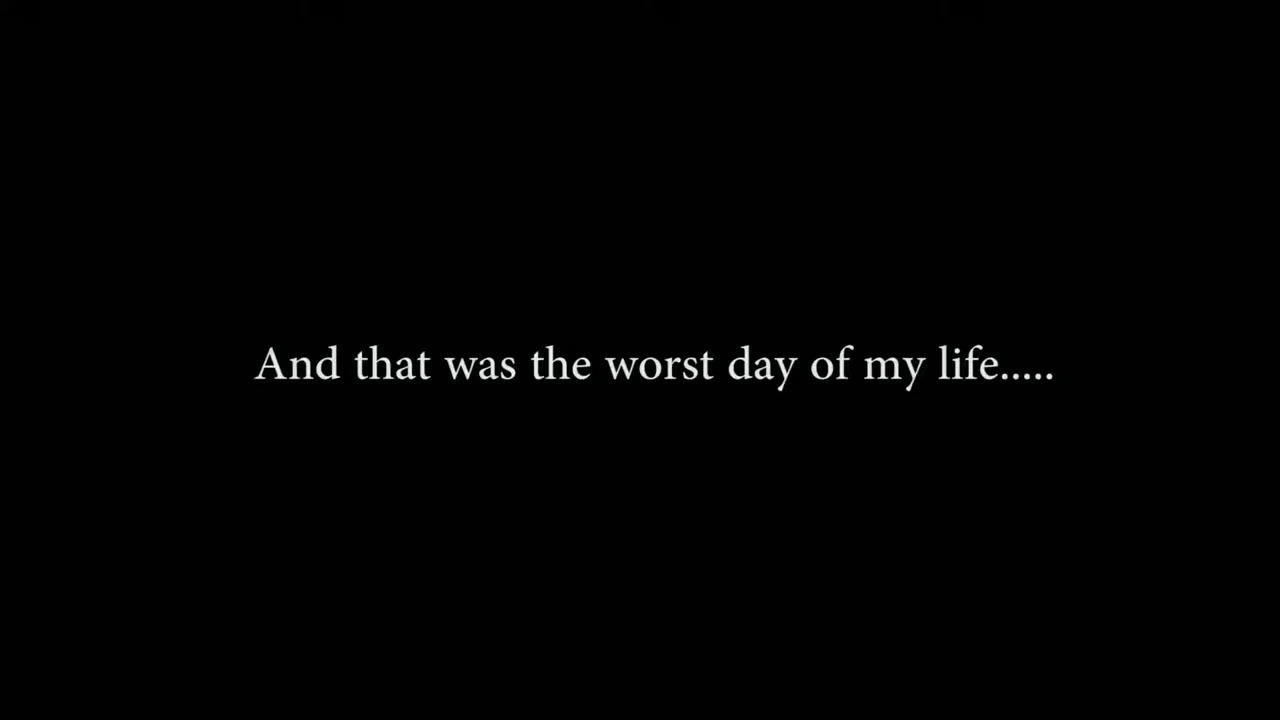 And that was the worst day of my life.....